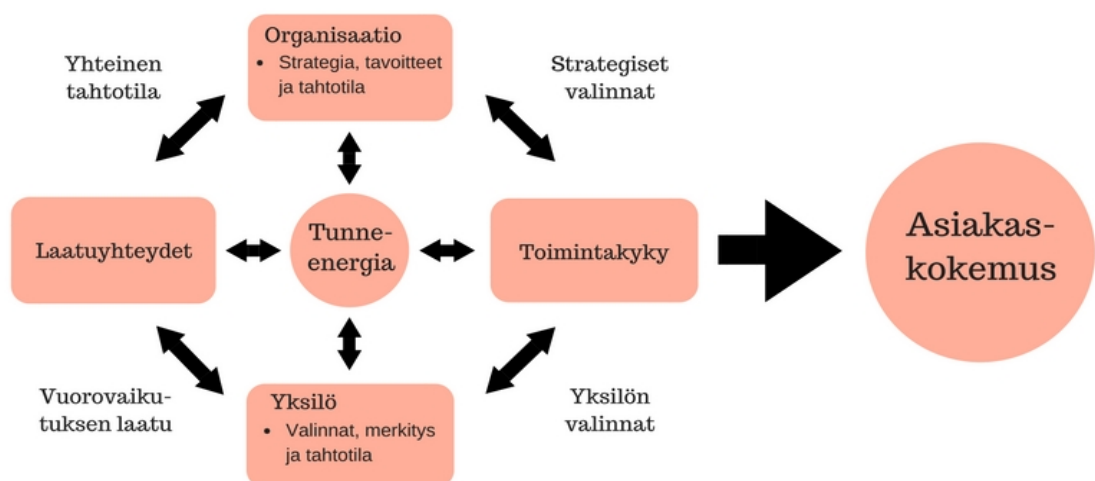 Organisaatio
• Strategia, tavoitteet
ja tahtotila
Yhteinen
tahtotila
Strategiset
valinnat
Laatuyhteydet
Tunne-
energia
Toimintakyky
Asiakas-
kokemus
Vuorovaiku-
tuksen laatu
Yksilö
• Valinnat, merkitys
ja tahtotila
Yksilön
valinnat